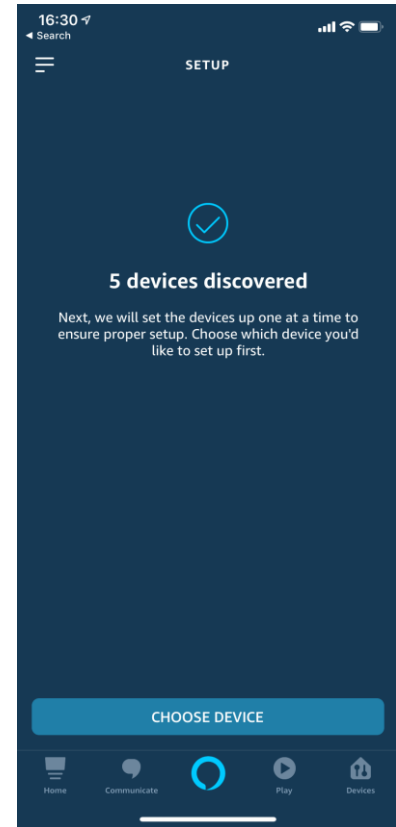 16:30
Search
SETUP
5 devices discovered
Next, we will set the devices up one at a time to
ensure proper setup. Choose which device you'd
like to set up first.
CHOOSE DEVICE
Home Communicate Play Devices